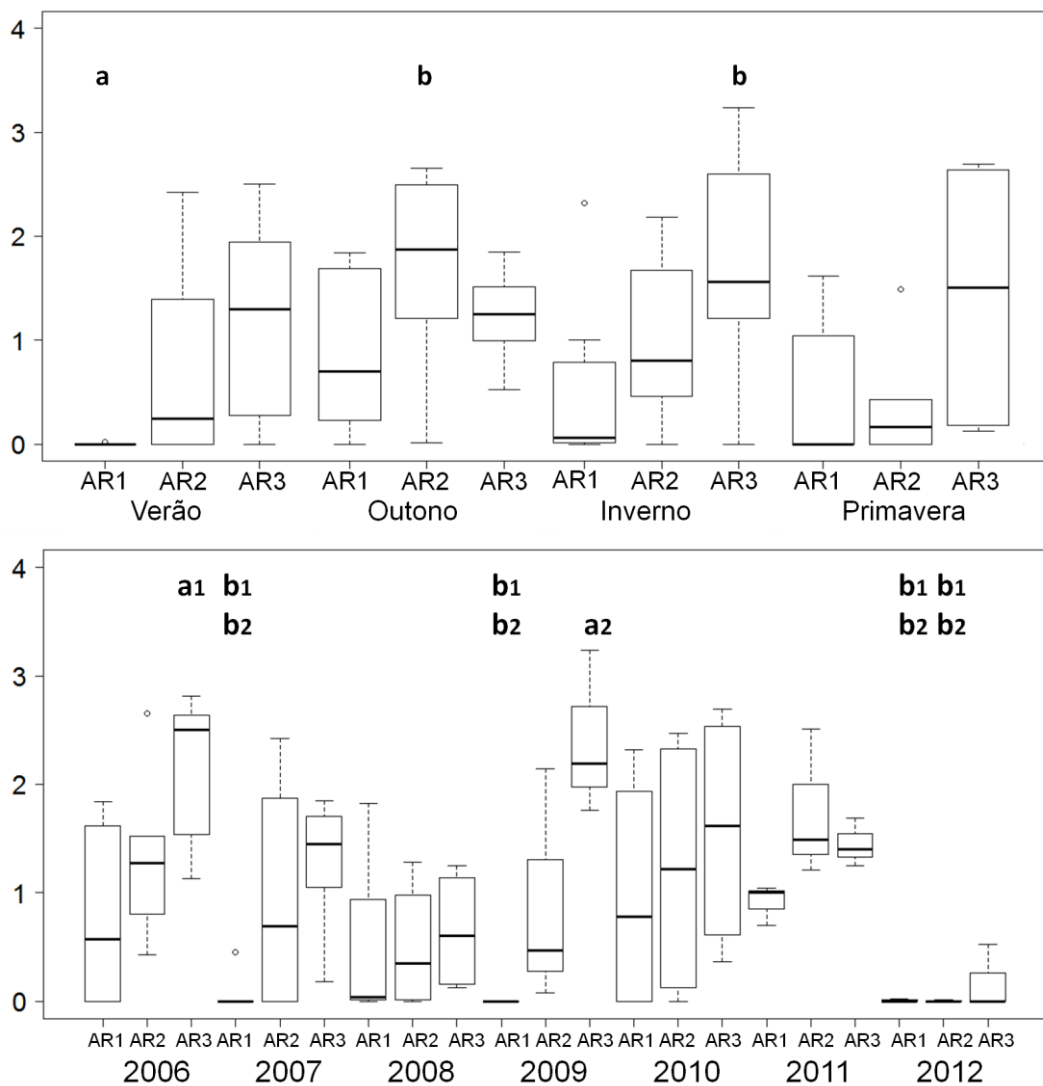 4
a b b
3
2
1
0
AR1 AR2 AR3 AR1 AR2 AR3 AR1 AR2 AR3 AR1 AR2 AR3
Verão Outono Inverno Primavera
4
a1 b1 b1 b1 b1
b2 b2 a2 b2 b2
3
2
1
0
AR1 AR2 AR3 AR1 AR2 AR3 AR1 AR2 AR3 AR1 AR2 AR3 AR1 AR2 AR3 AR1 AR2 AR3 AR1 AR2 AR3
2006 2007 2008 2009 2010 2011 2012